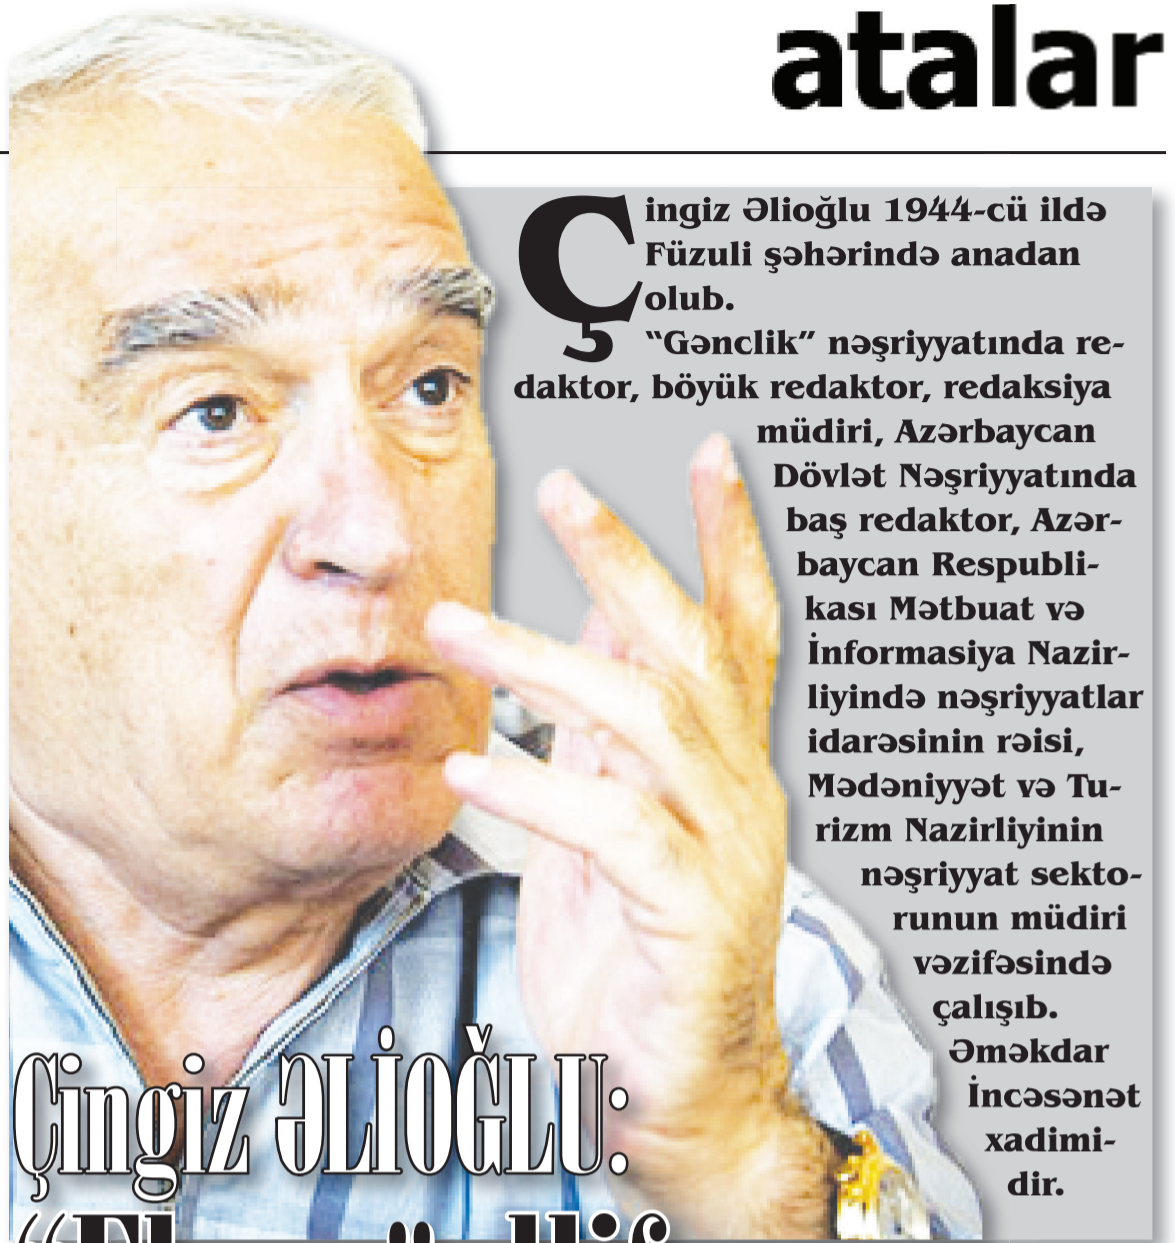 atalar
Çingiz Əlioğlu 1944-cü ildə
Füzuli şəhərində anadan
olub.
“Gənclik” nəşriyyatında re-
daktor, böyük redaktor, redaksiya
müdiri, Azərbaycan
Dövlət Nəşriyyatında
baş redaktor, Azər-
baycan Respubli-
kası Mətbuat və
İnformasiya Nazir-
liyində nəşriyyatlar
idarəsinin rəisi,
Mədəniyyət və Tu-
rizm Nazirliyinin
nəşriyyat sekto-
runun müdiri
vəzifəsində
çalışıb.
Əməkdar
İncəsənət
xadimi-
dir.
Çingiz ƏLİOĞLU: